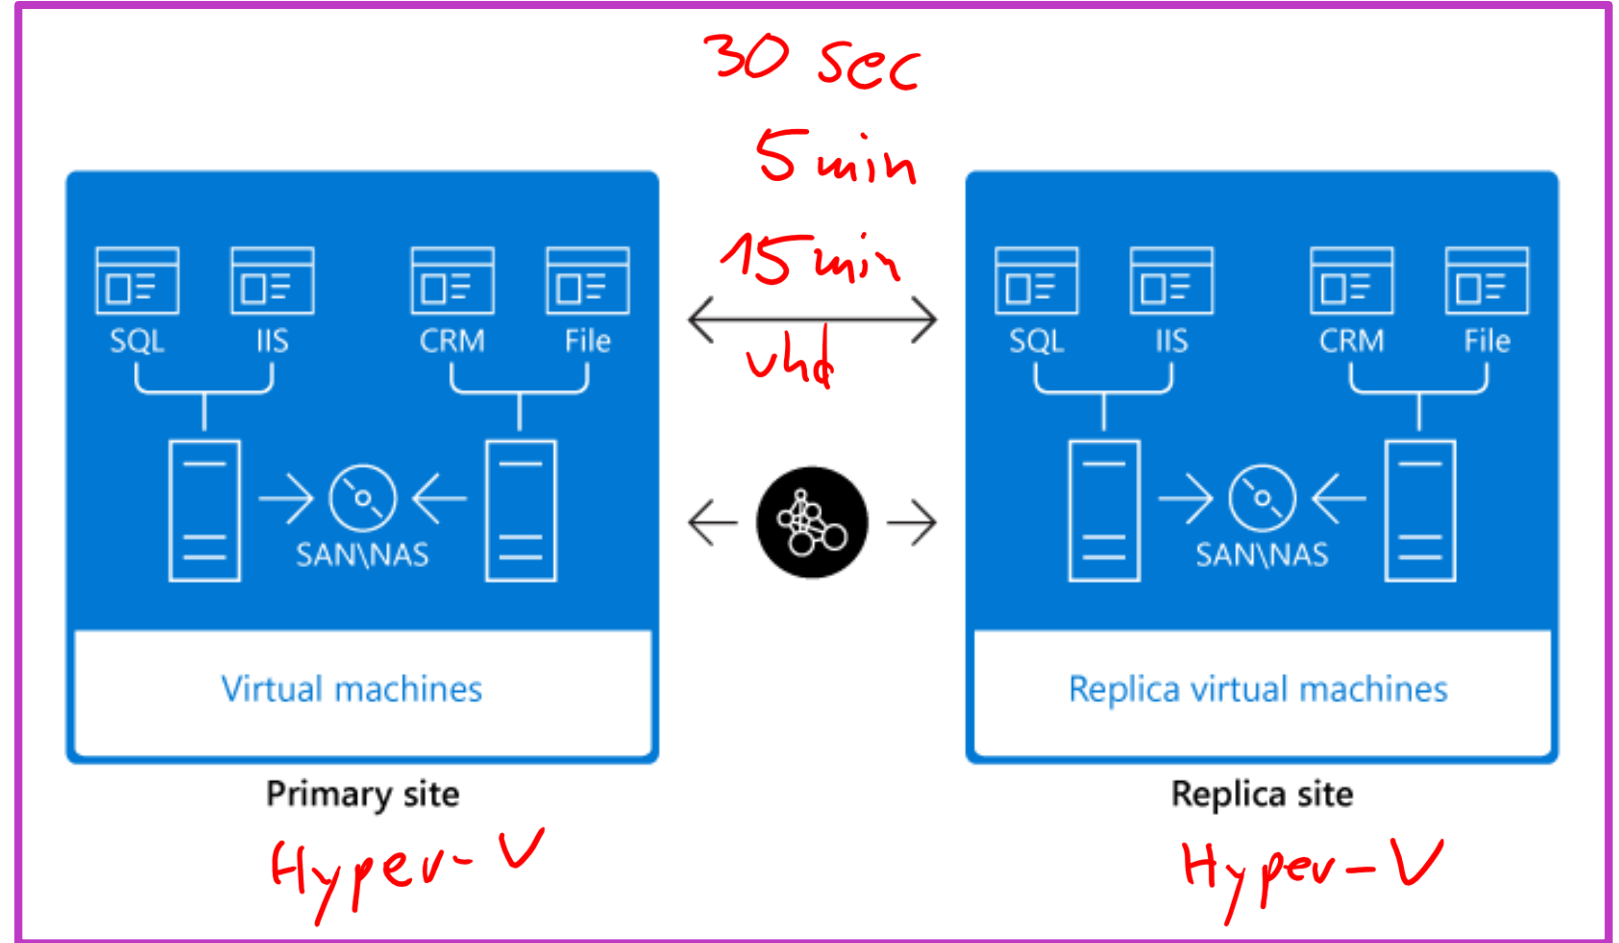 30 sec
5 min
15 min
vhd
SQL IIS CRM File
SAN\NAS
Virtual machines
Primary site
Hyper-V
SQL IIS CRM File
SAN\NAS
Replica virtual machines
Replica site
Hyper-V